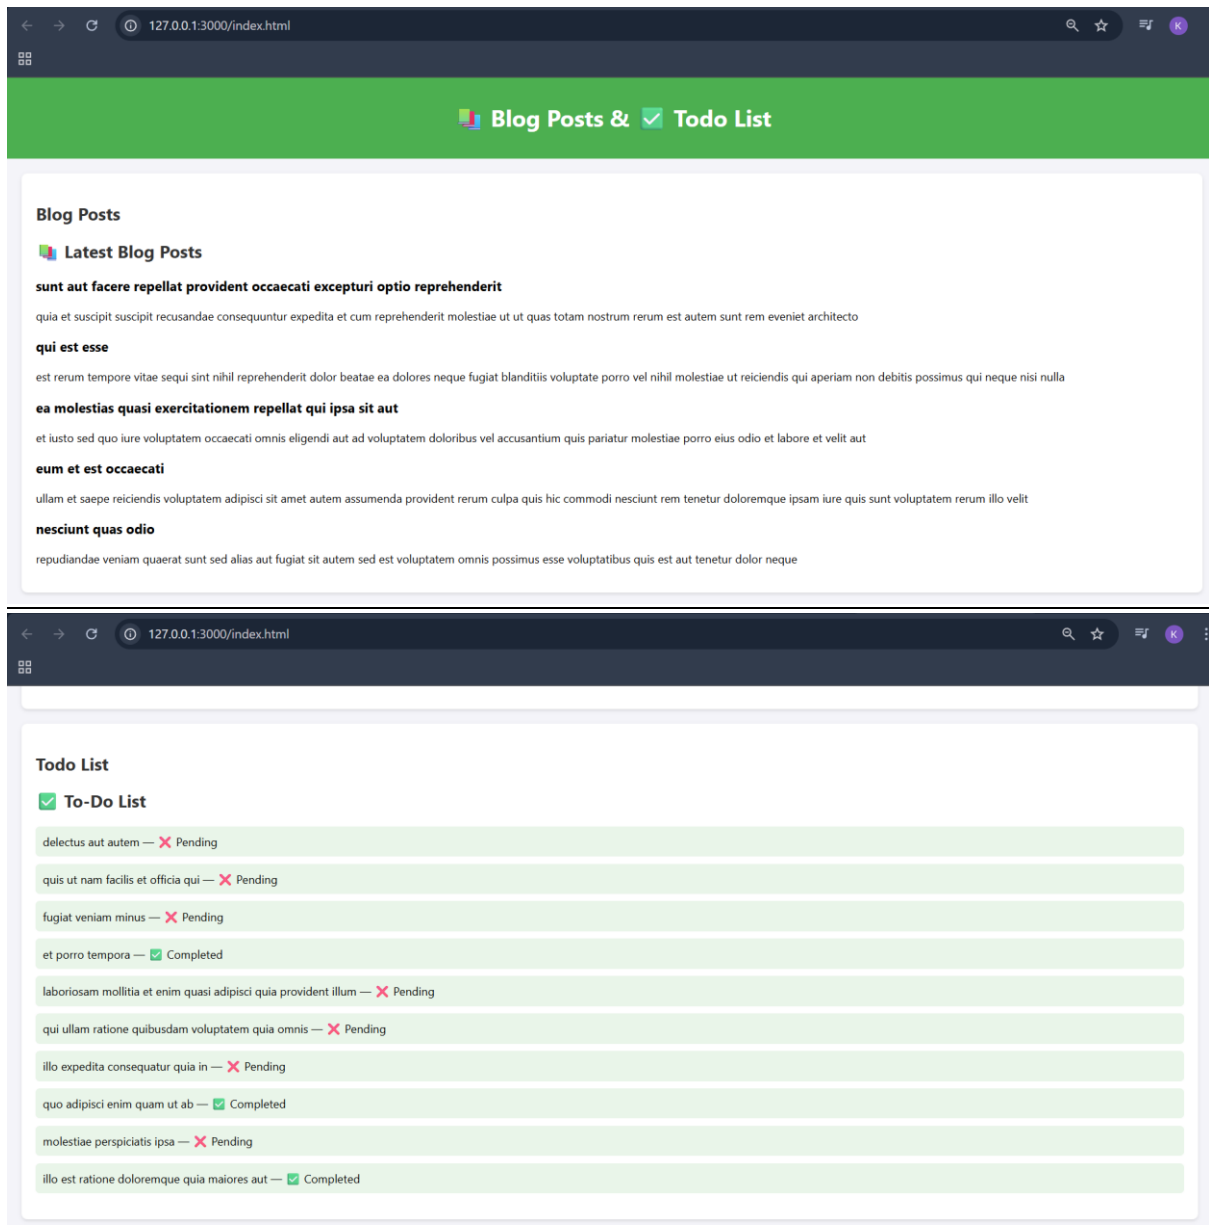 127.0.0.1:3000/index.html
K
📚 Blog Posts & ✅ Todo List
Blog Posts
📚 Latest Blog Posts
sunt aut facere repellat provident occaecati excepturi optio reprehenderit
quia et suscipit suscipit recusandae consequuntur expedita et cum reprehenderit molestiae ut ut quas totam nostrum rerum est autem sunt rem eveniet architecto
qui est esse
est rerum tempore vitae sequi sint nihil reprehenderit dolor beatae ea dolores neque fugiat blanditiis voluptate porro vel nihil molestiae ut reiciendis qui aperiam non debitis possimus qui neque nisi nulla
ea molestias quasi exercitationem repellat qui ipsa sit aut
et iusto sed quo iure voluptatem occaecati omnis eligendi aut ad voluptatem doloribus vel accusantium quis pariatur molestiae porro eius odio et labore et velit aut
eum et est occaecati
ullam et saepe reiciendis voluptatem adipisci sit amet autem assumenda provident rerum culpa quis hic commodi nesciunt rem tenetur doloremque ipsam iure quis sunt voluptatem rerum illo velit
nesciunt quas odio
repudiandae veniam quaerat sunt sed alias aut fugiat sit autem sed est voluptatem omnis possimus esse voluptatibus quis est aut tenetur dolor neque
127.0.0.1:3000/index.html
K
Todo List
✅ To-Do List
delectus aut autem — ❌ Pending
quis ut nam facilis et officia qui — ❌ Pending
fugiat veniam minus — ❌ Pending
et porro tempora — ✅ Completed
laboriosam mollitia et enim quasi adipisci quia provident illum — ❌ Pending
qui ullam ratione quibusdam voluptatem quia omnis — ❌ Pending
illo expedita consequatur quia in — ❌ Pending
quo adipisci enim quam ut ab — ✅ Completed
molestiae perspiciatis ipsa — ❌ Pending
illo est ratione doloremque quia maiores aut — ✅ Completed